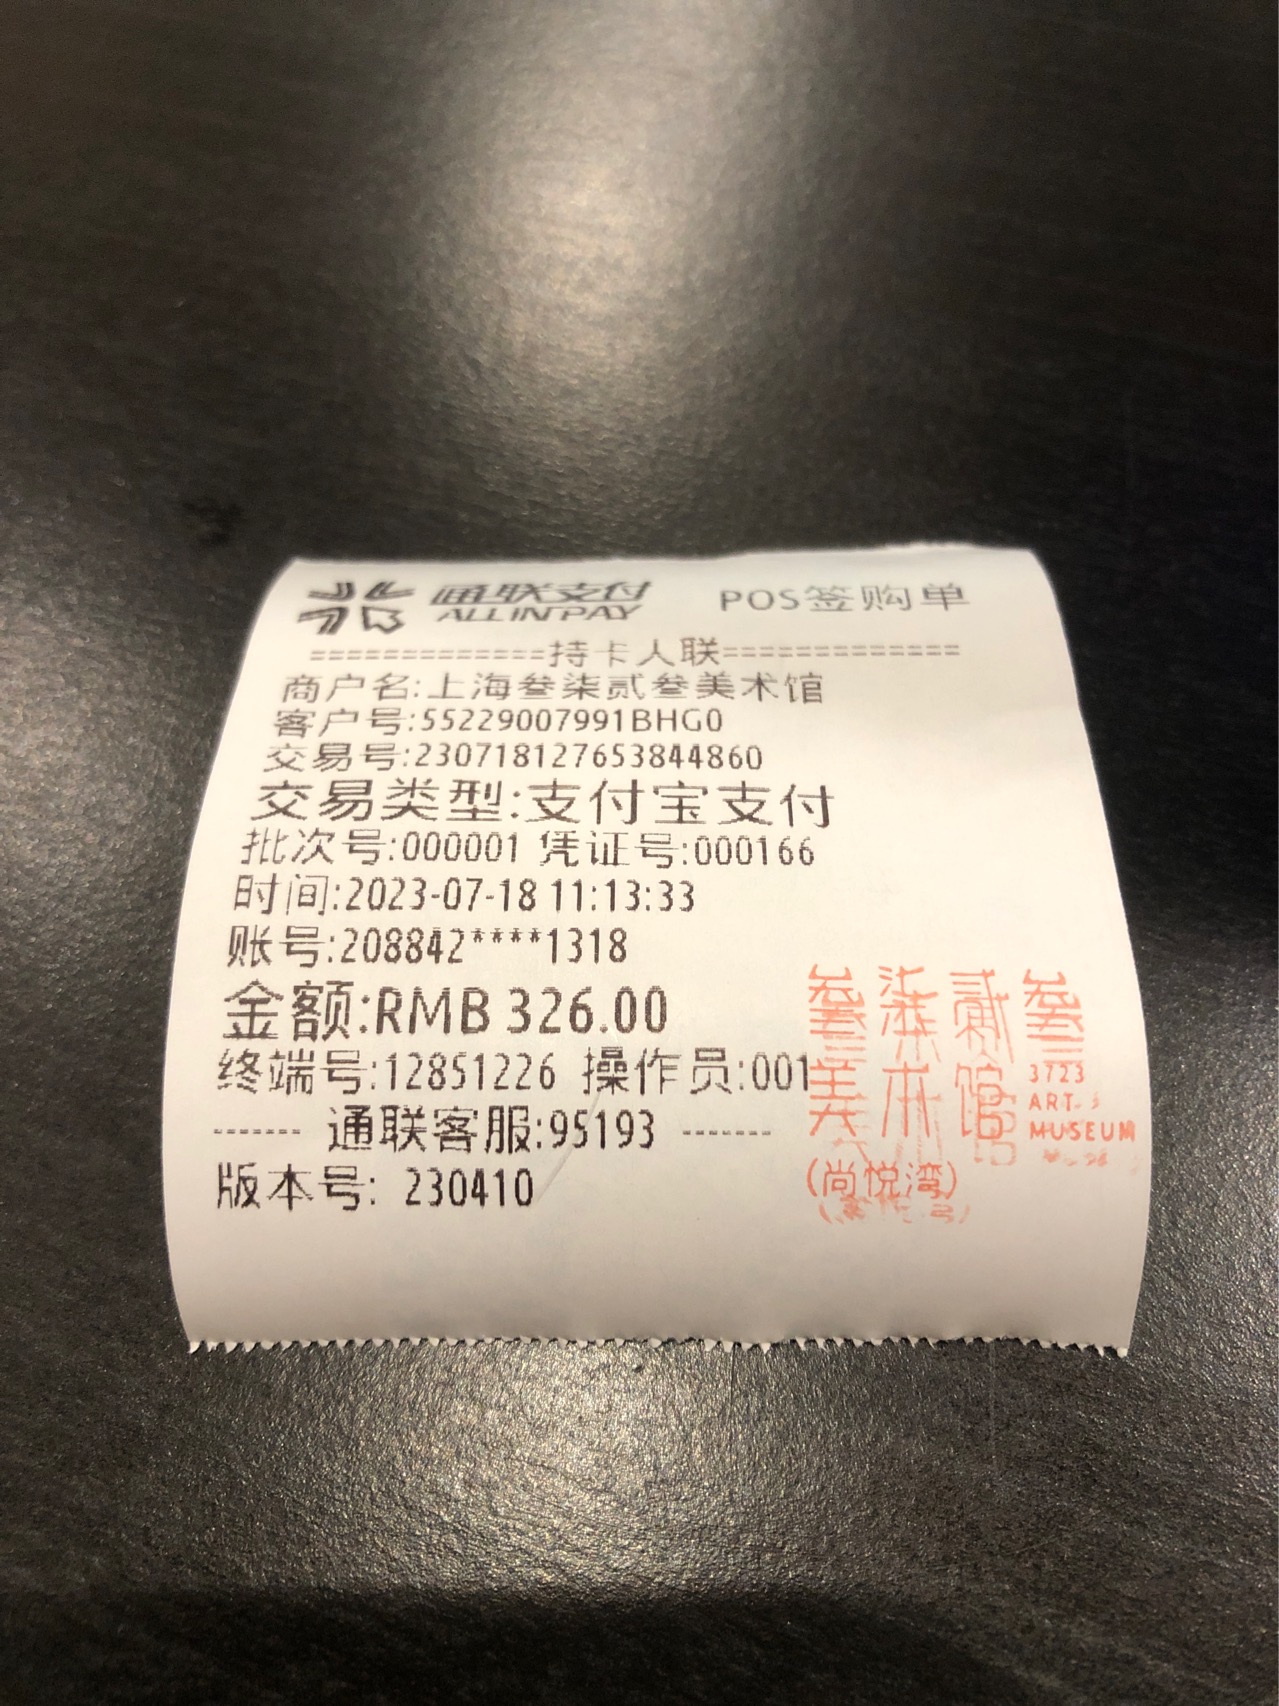 通联支付 POS签购单
ALLINPAY
=============持卡人联=============
商户名:上海叁柒贰叁美术馆
客户号:55229007991BHG0
交易号:230718127653844860
交易类型:支付宝支付
批次号:000001 凭证号:000166
时间:2023-07-18 11:13:33
账号:208842****1318
金额:RMB 326.00
终端号:12851226 操作员:001
------- 通联客服:95193 -------
版本号: 230410
叁柒贰叁
美术馆
3723
ART
MUSEUM
(尚悦湾)